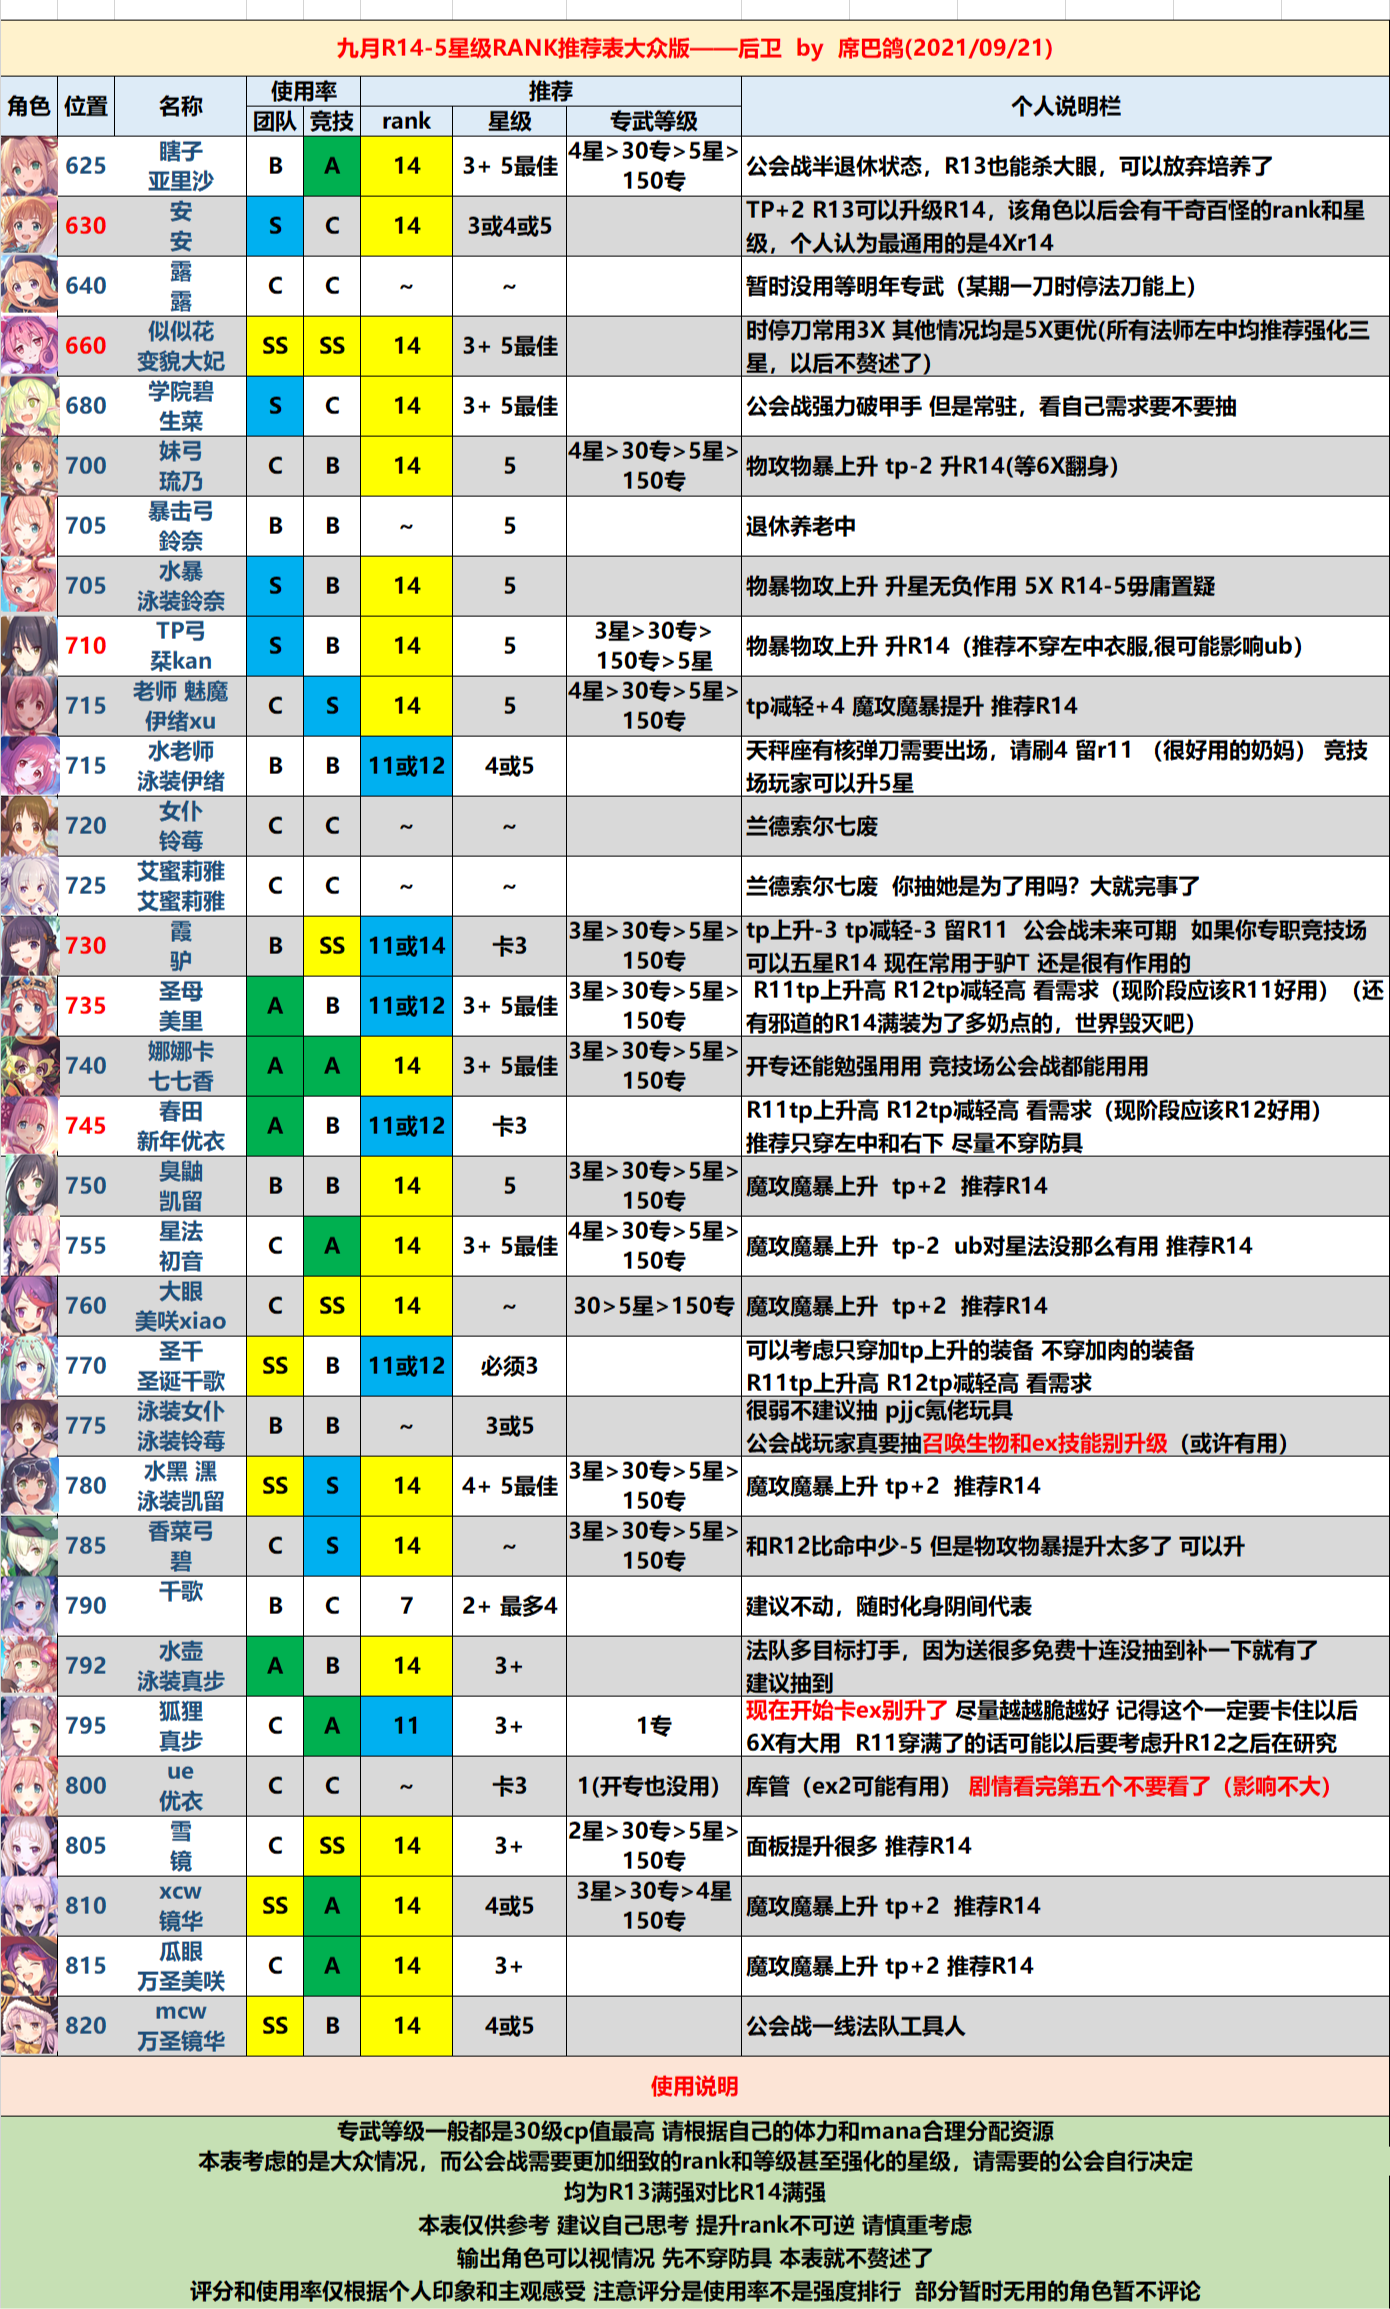 九月R14-5星级RANK推荐表大众版——后卫 by 席巴鸽(2021/09/21)
角色 位置 名称 使用率 推荐 个人说明栏
团队 竞技 rank 星级 专武等级
瞎子
亚里沙
625 B A 14 3+ 5最佳
4星>30专>5星>
150专
公会战半退休状态，R13也能杀大眼，可以放弃培养了
安
安
630 S C 14 3或4或5
TP+2 R13可以升级R14，该角色以后会有千奇百怪的rank和星
级，个人认为最通用的是4Xr14
露
露
640 C C ~ ~
暂时没用等明年专武（某期一刀时停法刀能上）
似似花
变貌大妃
660 SS SS 14 3+ 5最佳
时停刀常用3X 其他情况均是5X更优(所有法师左中均推荐强化三
星，以后不赘述了)
学院碧
生菜
680 S C 14 3+ 5最佳
公会战强力破甲手 但是常驻，看自己需求要不要抽
妹弓
琉乃
700 C B 14 5
4星>30专>5星>
150专
物攻物暴上升 tp-2 升R14(等6X翻身)
暴击弓
鈴奈
705 B B ~ 5
退休养老中
水暴
泳装鈴奈
705 S B 14 5
物暴物攻上升 升星无负作用 5X R14-5毋庸置疑
TP弓
栞kan
710 S B 14 5
3星>30专>
150专>5星
物暴物攻上升 升R14（推荐不穿左中衣服,很可能影响ub）
老师 魅魔
伊绪xu
715 C S 14 5
4星>30专>5星>
150专
tp减轻+4 魔攻魔暴提升 推荐R14
水老师
泳装伊绪
715 B B 11或12 4或5
天秤座有核弹刀需要出场，请刷4 留r11 （很好用的奶妈） 竞技
场玩家可以升5星
女仆
铃莓
720 C C ~ ~
兰德索尔七废
艾蜜莉雅
艾蜜莉雅
725 C C ~ ~
兰德索尔七废 你抽她是为了用吗？大就完事了
霞
驴
730 B SS 11或14 卡3
3星>30专>5星>
150专
tp上升-3 tp减轻-3 留R11 公会战未来可期 如果你专职竞技场
可以五星R14 现在常用于驴T 还是很有作用的
圣母
美里
735 A B 11或12 3+ 5最佳
3星>30专>5星>
150专
R11tp上升高 R12tp减轻高 看需求（现阶段应该R11好用）（还
有邪道的R14满装为了多奶点的，世界毁灭吧）
娜娜卡
七七香
740 A A 14 3+ 5最佳
3星>30专>5星>
150专
开专还能勉强用用 竞技场公会战都能用用
春田
新年优衣
745 A B 11或12 卡3
R11tp上升高 R12tp减轻高 看需求（现阶段应该R12好用）
推荐只穿左中和右下 尽量不穿防具
臭鼬
凯留
750 B B 14 5
3星>30专>5星>
150专
魔攻魔暴上升 tp+2 推荐R14
星法
初音
755 C A 14 3+ 5最佳
4星>30专>5星>
150专
魔攻魔暴上升 tp-2 ub对星法没那么有用 推荐R14
大眼
美咲xiao
760 C SS 14 ~ 30>5星>150专
魔攻魔暴上升 tp+2 推荐R14
圣千
圣诞千歌
770 SS B 11或12 必须3
可以考虑只穿加tp上升的装备 不穿加肉的装备
R11tp上升高 R12tp减轻高 看需求
泳装女仆
泳装铃莓
775 B B ~ 3或5
很弱不建议抽 pjjc氪佬玩具
公会战玩家真要抽召唤生物和ex技能别升级（或许有用）
水黑 潶
泳装凯留
780 SS S 14 4+ 5最佳
3星>30专>5星>
150专
魔攻魔暴上升 tp+2 推荐R14
香菜弓
碧
785 C S 14 ~
3星>30专>5星>
150专
和R12比命中少-5 但是物攻物暴提升太多了 可以升
千歌
790 B C 7 2+ 最多4
建议不动，随时化身阴间代表
水壶
泳装真步
792 A B 14 3+
法队多目标打手，因为送很多免费十连没抽到补一下就有了
建议抽到
狐狸
真步
795 C A 11 3+ 1专
现在开始卡ex别升了 尽量越越脆越好 记得这个一定要卡住以后
6X有大用 R11穿满了的话可能以后要考虑升R12之后在研究
ue
优衣
800 C C ~ 卡3 1(开专也没用)
库管（ex2可能有用） 剧情看完第五个不要看了（影响不大）
雪
镜
805 C SS 14 3+
2星>30专>5星>
150专
面板提升很多 推荐R14
xcw
镜华
810 SS A 14 4或5
3星>30专>4星
150专
魔攻魔暴上升 tp+2 推荐R14
瓜眼
万圣美咲
815 C A 14 3+
魔攻魔暴上升 tp+2 推荐R14
mcw
万圣镜华
820 SS B 14 4或5
公会战一线法队工具人
使用说明
专武等级一般都是30级cp值最高 请根据自己的体力和mana合理分配资源
本表考虑的是大众情况，而公会战需要更加细致的rank和等级甚至强化的星级，请需要的公会自行决定
均为R13满强对比R14满强
本表仅供参考 建议自己思考 提升rank不可逆 请慎重考虑
输出角色可以视情况 先不穿防具 本表就不赘述了
评分和使用率仅根据个人印象和主观感受 注意评分是使用率不是强度排行 部分暂时无用的角色暂不评论